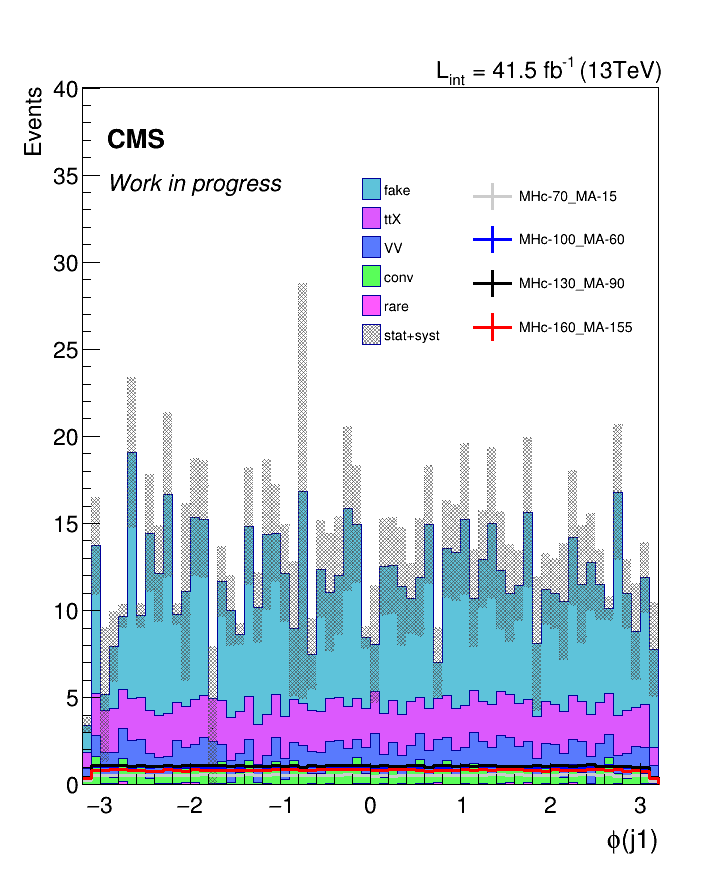 L_int = 41.5 fb^-1 (13TeV)
Events
40
35
30
25
20
15
10
5
0
CMS
Work in progress
fake
ttX
VV
conv
rare
stat+syst
MHc-70_MA-15
MHc-100_MA-60
MHc-130_MA-90
MHc-160_MA-155
−3 −2 −1 0 1 2 3
ϕ(j1)